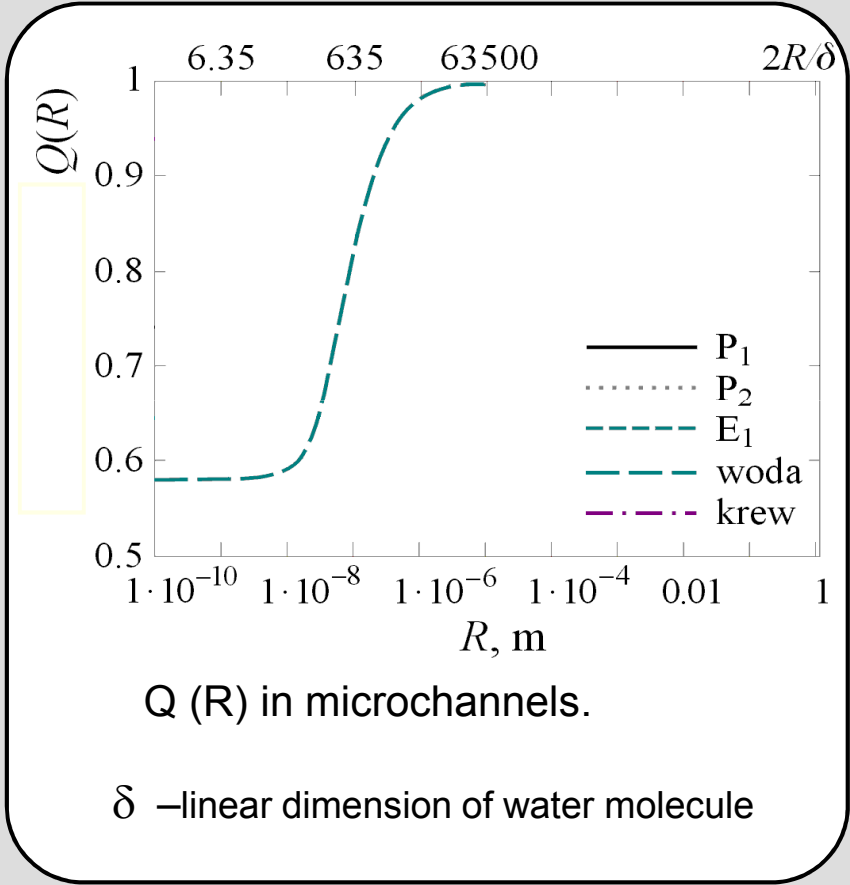 6.35 635 63500 2R/δ
Q(R)
1
0.9
0.8
0.7
0.6
0.5
P₁
P₂
E₁
woda
krew
1·10⁻¹⁰ 1·10⁻⁸ 1·10⁻⁶ 1·10⁻⁴ 0.01 1
R, m
Q (R) in microchannels.
δ –linear dimension of water molecule